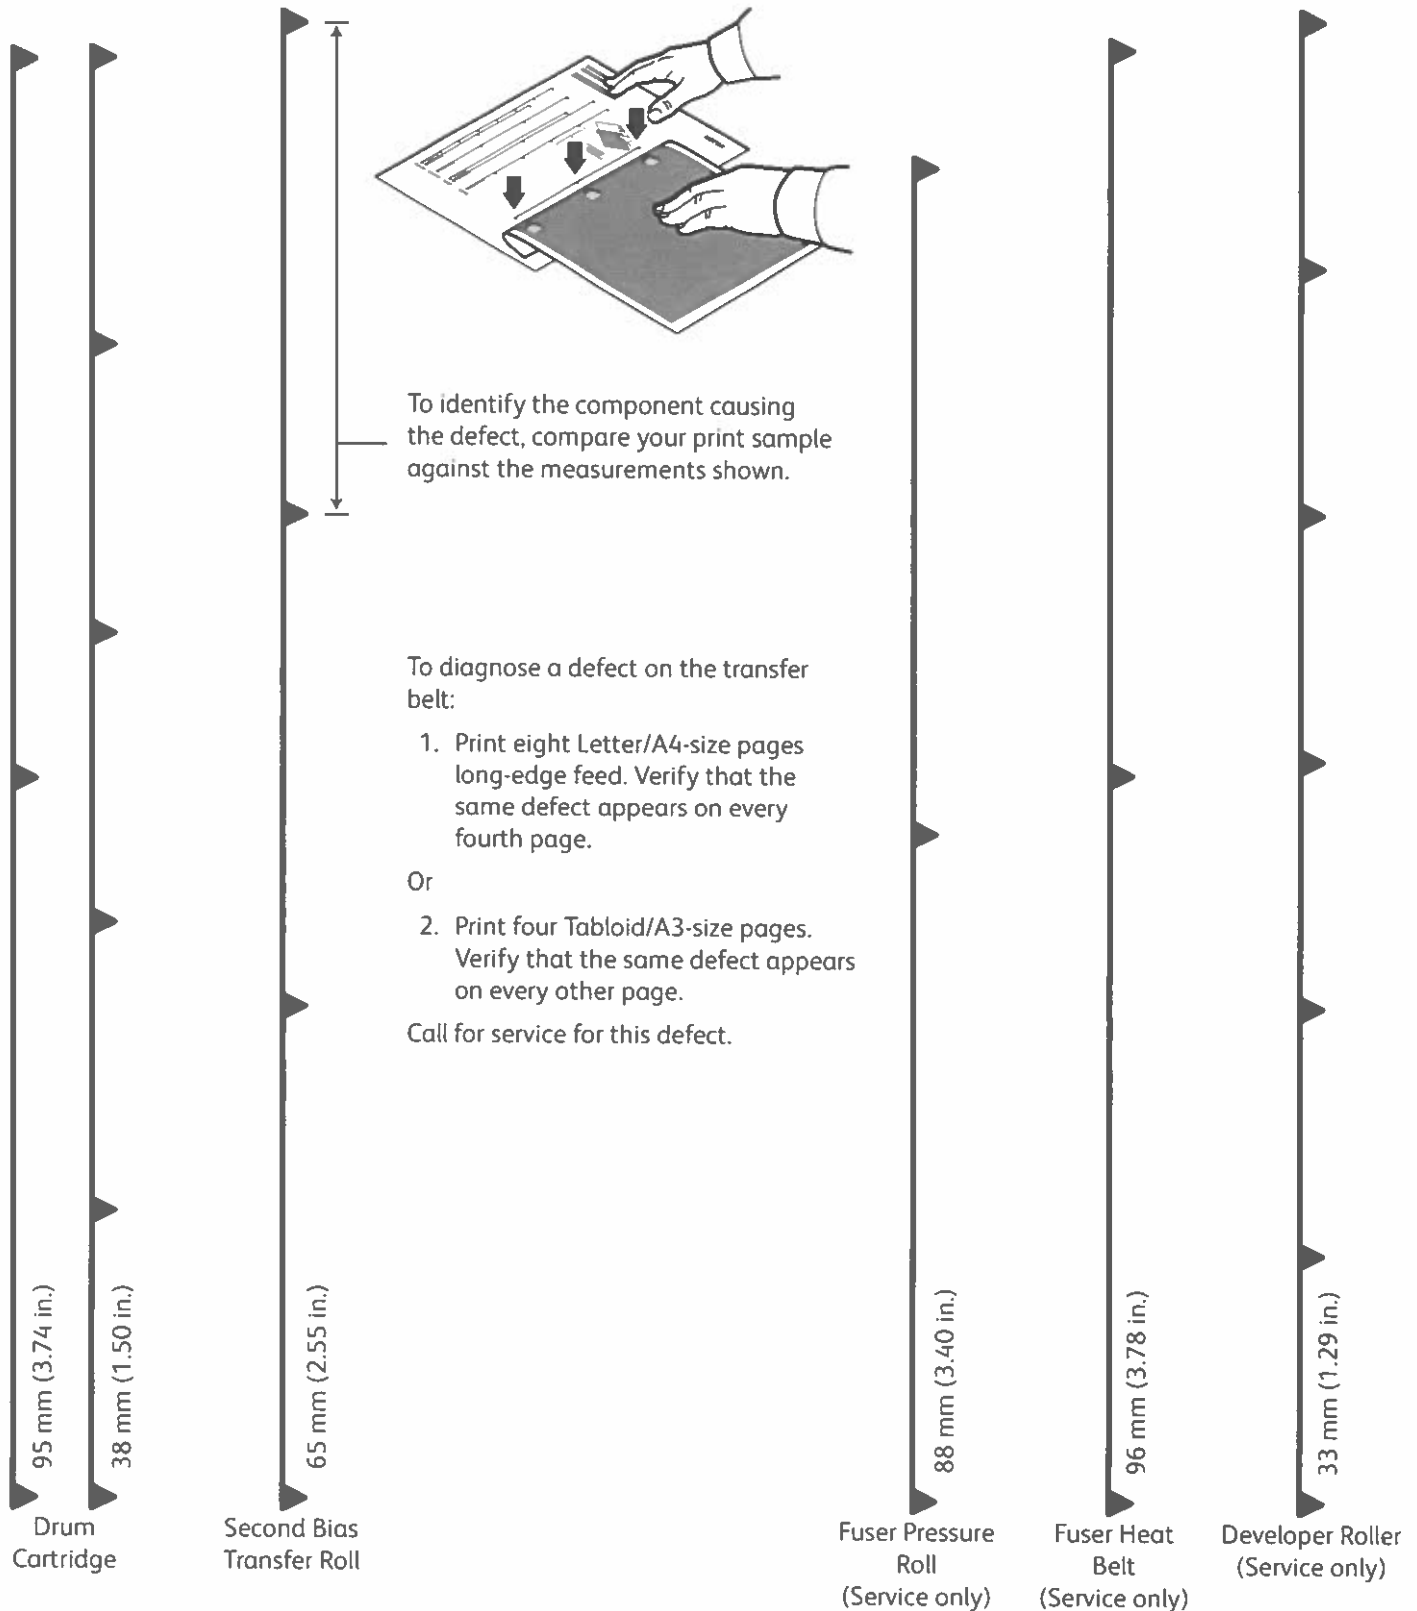 To identify the component causing
the defect, compare your print sample
against the measurements shown.
To diagnose a defect on the transfer
belt:
1. Print eight Letter/A4-size pages
long-edge feed. Verify that the
same defect appears on every
fourth page.
Or
2. Print four Tabloid/A3-size pages.
Verify that the same defect appears
on every other page.
Call for service for this defect.
95 mm (3.74 in.)
38 mm (1.50 in.)
Drum
Cartridge
65 mm (2.55 in.)
Second Bias
Transfer Roll
88 mm (3.40 in.)
Fuser Pressure
Roll
(Service only)
96 mm (3.78 in.)
Fuser Heat
Belt
(Service only)
33 mm (1.29 in.)
Developer Roller
(Service only)